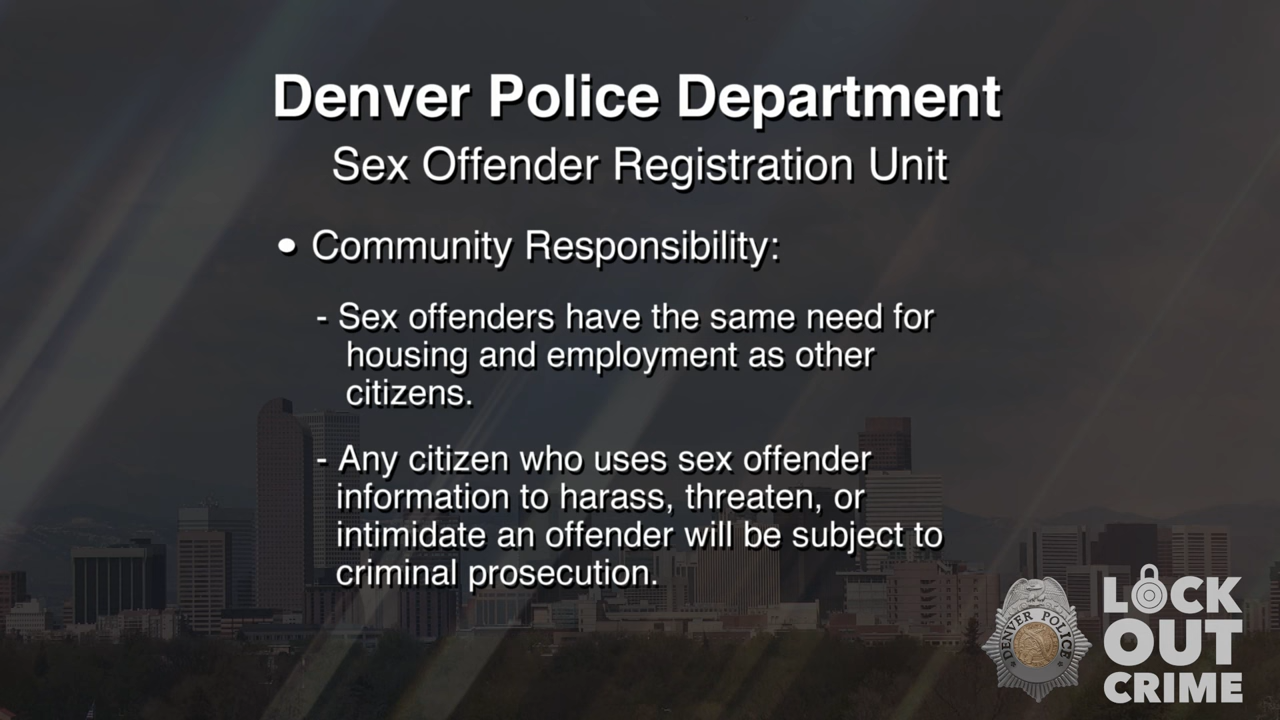 Denver Police Department
Sex Offender Registration Unit
• Community Responsibility:
- Sex offenders have the same need for
housing and employment as other
citizens.
- Any citizen who uses sex offender
information to harass, threaten, or
intimidate an offender will be subject to
criminal prosecution.
DENVER POLICE
LOCK
OUT
CRIME